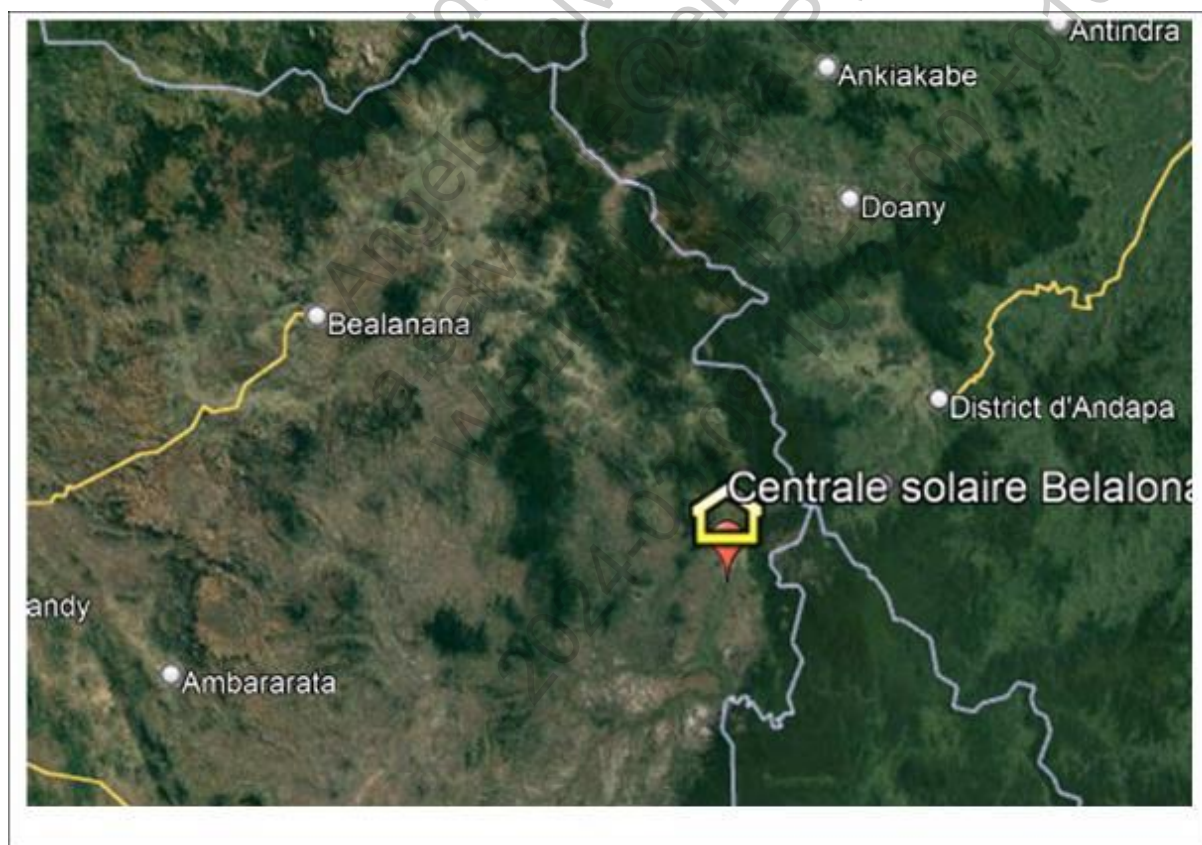 Antindra
Ankiakabe
Doany
Bealanana
District d'Andapa
Centrale solaire Belalona
andy
Ambararata